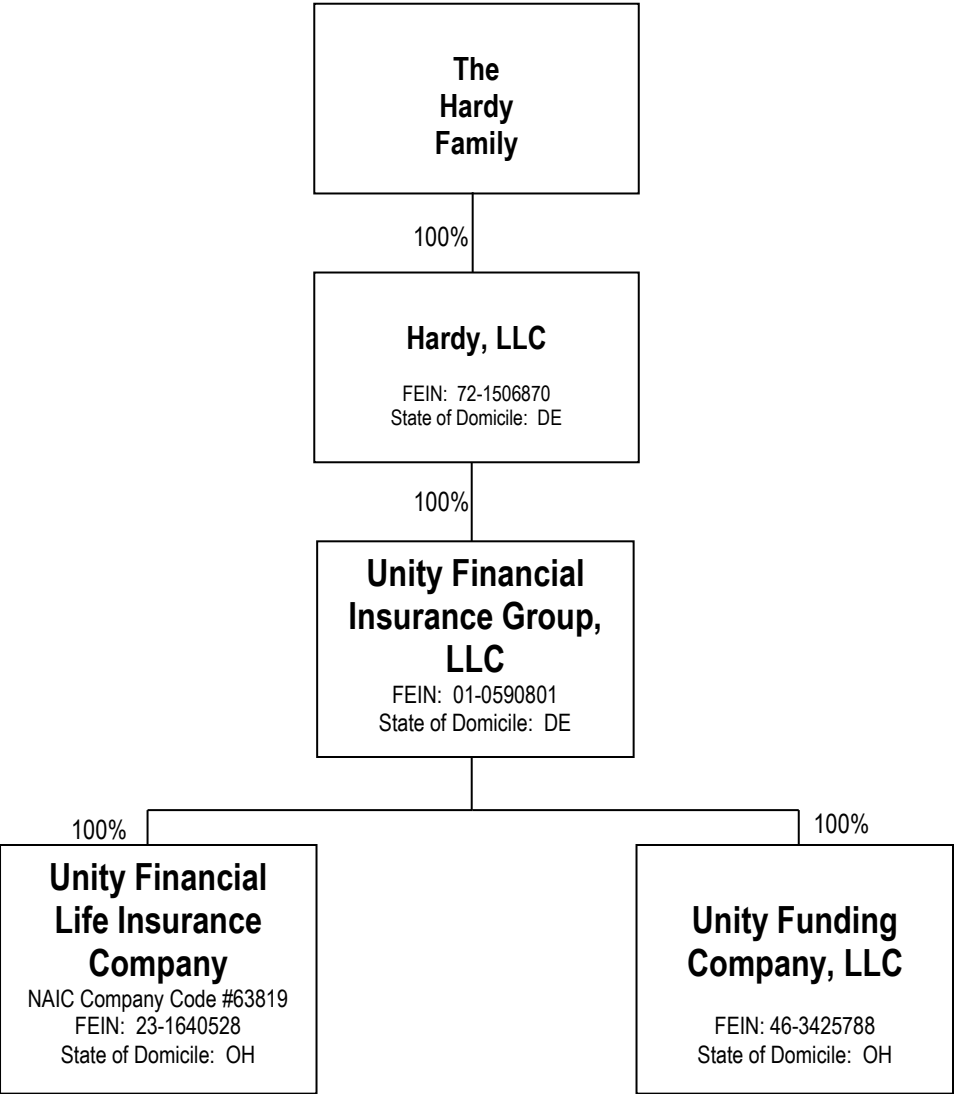 The
Hardy
Family
100%
Hardy, LLC
FEIN: 72-1506870
State of Domicile: DE
100%
Unity Financial
Insurance Group,
LLC
FEIN: 01-0590801
State of Domicile: DE
100%
Unity Financial
Life Insurance
Company
NAIC Company Code #63819
FEIN: 23-1640528
State of Domicile: OH
100%
Unity Funding
Company, LLC
FEIN: 46-3425788
State of Domicile: OH